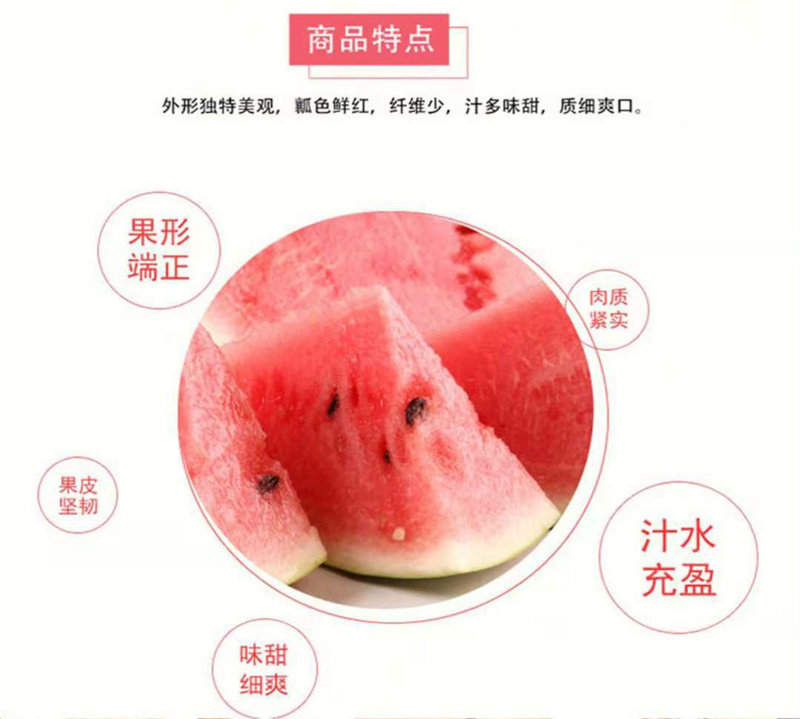 商品特点
外形独特美观，瓤色鲜红，纤维少，汁多味甜，质细爽口。
果形
端正
肉质
紧实
果皮
坚韧
汁水
充盈
味甜
细爽